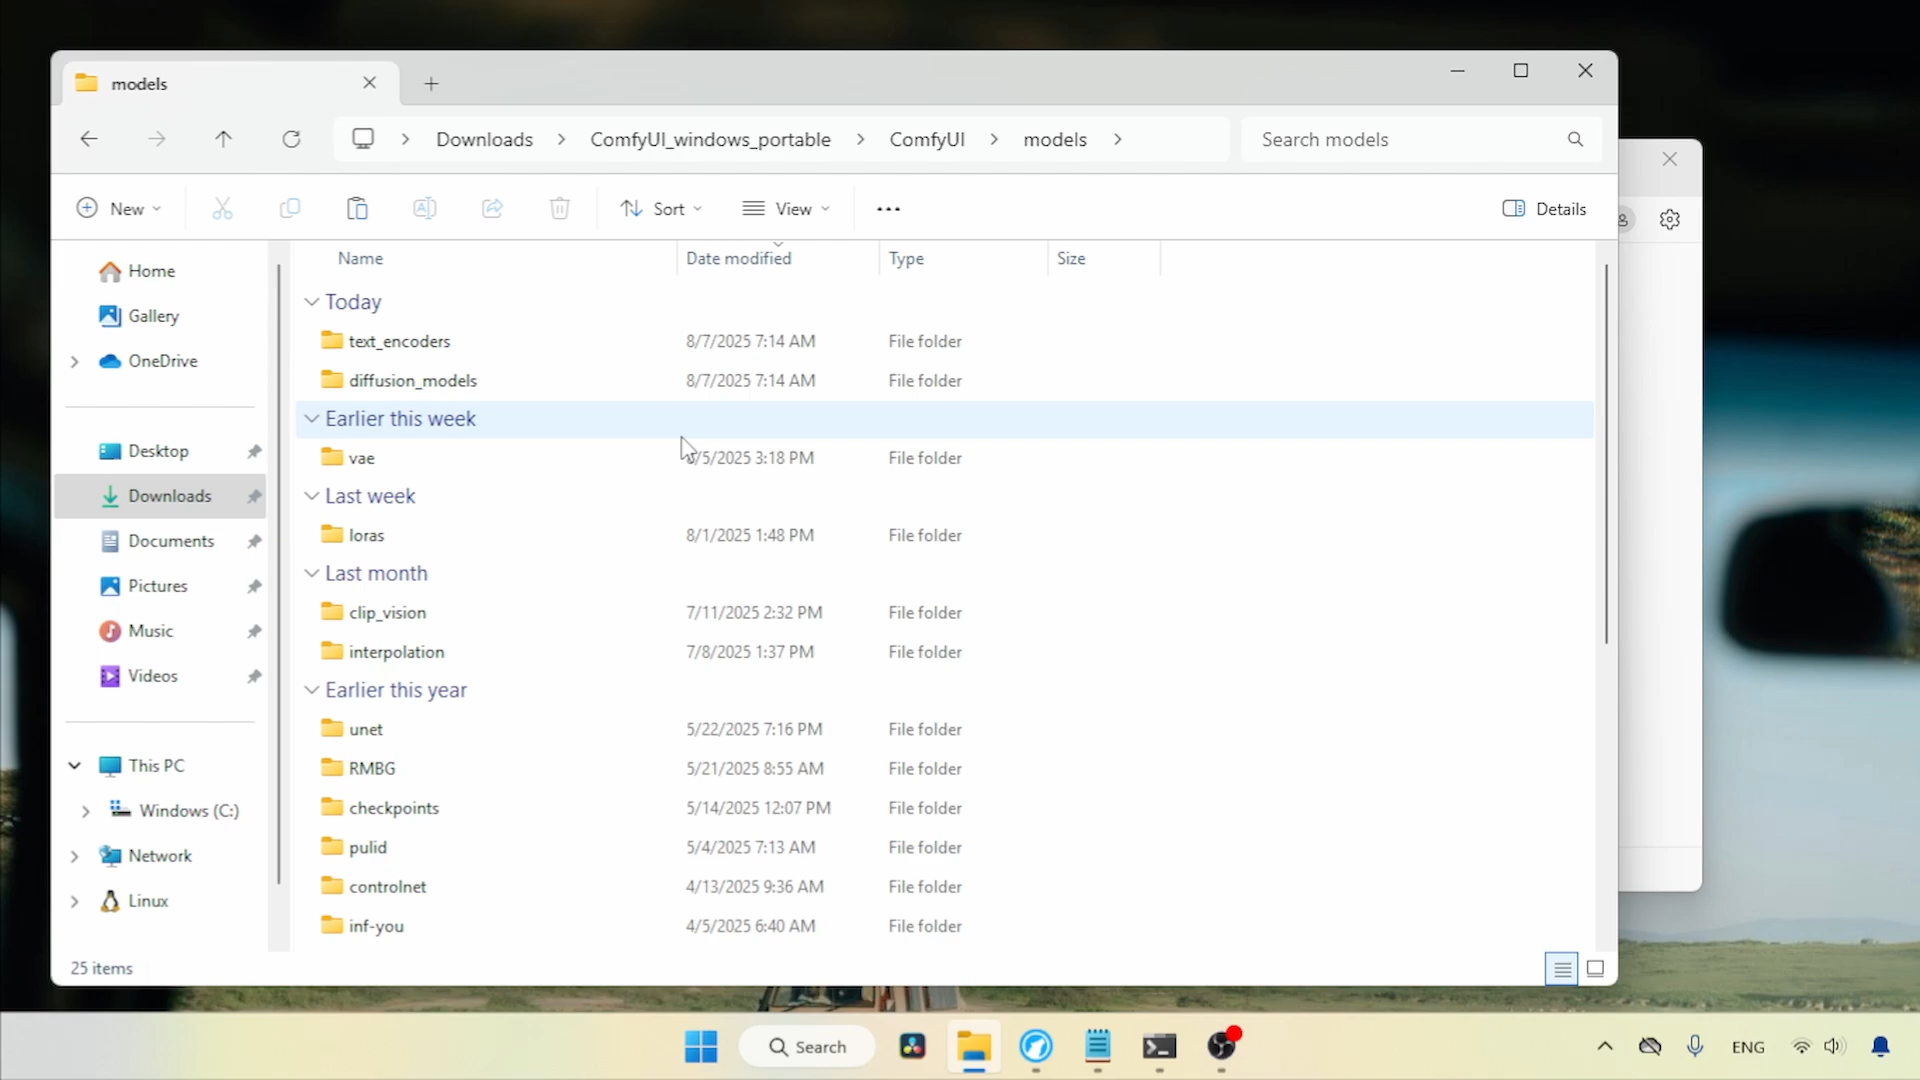 models
Downloads
ComfyUI_windows_portable
ComfyUI
models
Search models
New
Sort
View
Details
Name
Date modified
Type
Size
Home
Gallery
OneDrive
Desktop
Downloads
Documents
Pictures
Music
Videos
This PC
Windows (C:)
Network
Linux
Today
text_encoders 8/7/2025 7:14 AM File folder
diffusion_models 8/7/2025 7:14 AM File folder
Earlier this week
vae /5/2025 3:18 PM File folder
Last week
loras 8/1/2025 1:48 PM File folder
Last month
clip_vision 7/11/2025 2:32 PM File folder
interpolation 7/8/2025 1:37 PM File folder
Earlier this year
unet 5/22/2025 7:16 PM File folder
RMBG 5/21/2025 8:55 AM File folder
checkpoints 5/14/2025 12:07 PM File folder
pulid 5/4/2025 7:13 AM File folder
controlnet 4/13/2025 9:36 AM File folder
inf-you 4/5/2025 6:40 AM File folder
25 items
Search
ENG